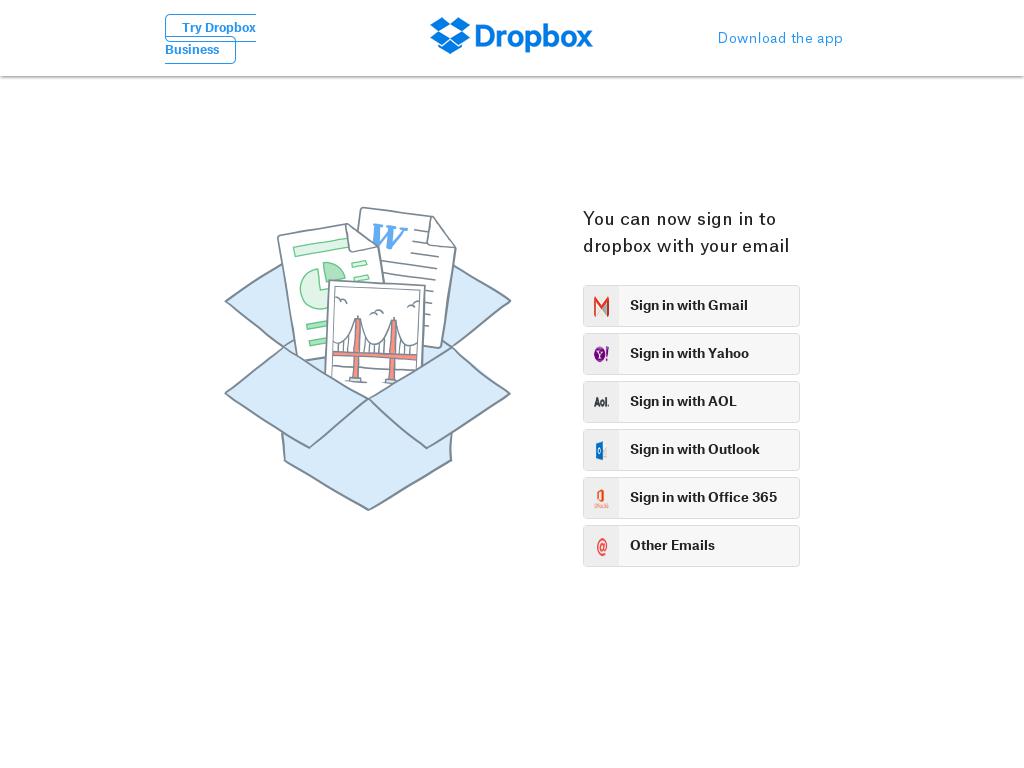 Try Dropbox
Business
Dropbox
Download the app
W
You can now sign in to
dropbox with your email
Sign in with Gmail
Y!
Sign in with Yahoo
Aol.
Sign in with AOL
Sign in with Outlook
Sign in with Office 365
@
Other Emails